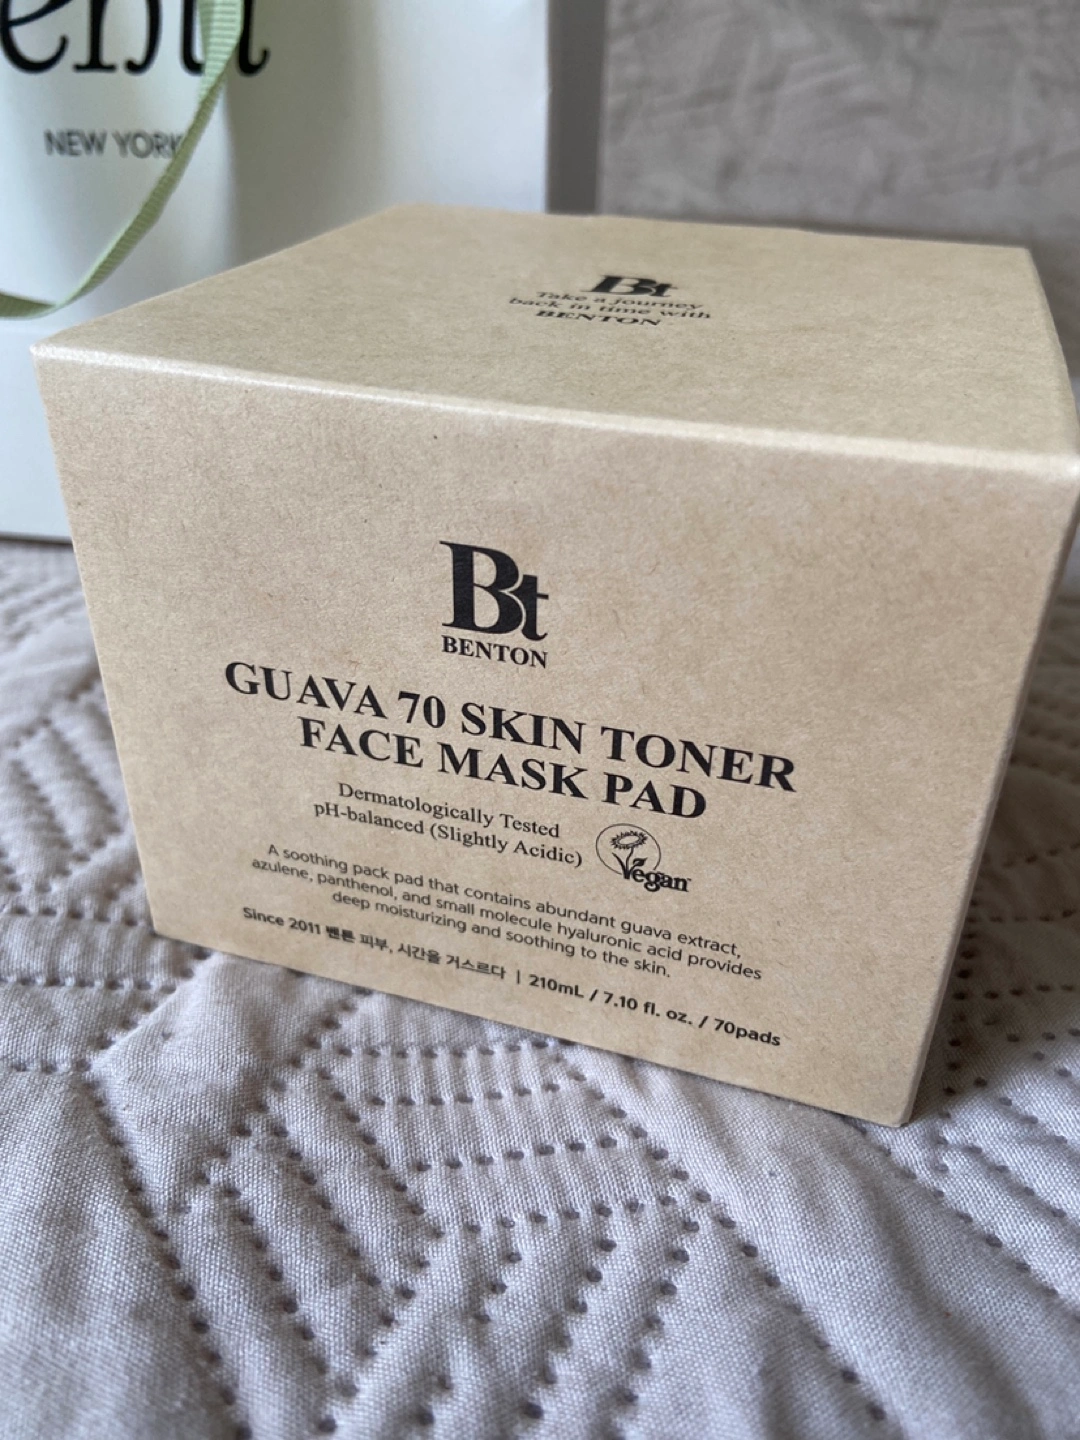 NEW YORK
Bt
Take a journey
back in time with
BENTON
Bt
BENTON
GUAVA 70 SKIN TONER
FACE MASK PAD
Dermatologically Tested
pH-balanced (Slightly Acidic)
Vegan
A soothing pack pad that contains abundant guava extract,
azulene, panthenol, and small molecule hyaluronic acid provides
deep moisturizing and soothing to the skin.
Since 2011 벤튼 피부, 시간을 거스르다 | 210mL / 7.10 fl. oz. / 70pads